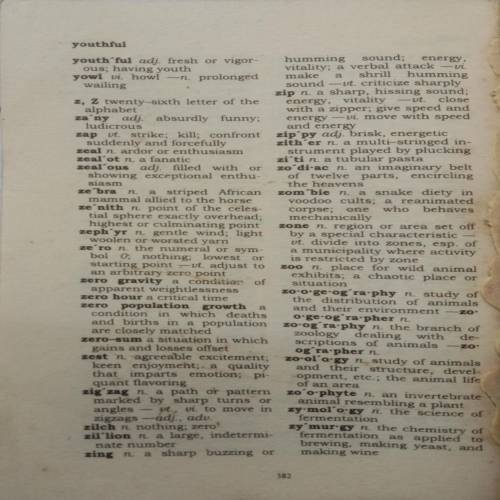 youthful
youth´ful adj. fresh or vigor-
ous; having youth
yowl vi. howl —n. prolonged
wailing
z, Z twenty-sixth letter of the
alphabet
za´ny adj. absurdly funny;
ludicrous
zap vt. strike; kill; confront
suddenly and forcefully
zeal n. ardor or enthusiasm
zeal´ot n. a fanatic
zeal´ous adj. filled with or
showing exceptional enthu-
siasm
ze´bra n. a striped African
mammal allied to the horse
ze´nith n. point of the celes-
tial sphere exactly overhead;
highest or culminating point
zeph´yr n. gentle wind; light
woolen or worsted yarn
ze´ro n. the numeral or sym-
bol 0; nothing; lowest or
starting point —vt. adjust to
an arbitrary zero point
zero gravity a condition of
apparent weightlessness
zero hour a critical time
zero population growth a
condition in which deaths
and births in a population
are closely matched
zero-sum a situation in which
gains and losses offset
zest n. agreeable excitement;
keen enjoyment; a quality
that imparts emotion; pi-
quant flavoring
zig´zag n. a path or pattern
marked by sharp turns or
angles — vt., vi. to move in
zigzags —adj., adv.
zilch n. nothing; zero
zil´lion n. a large, indetermi-
nate number
zing n. a sharp buzzing or
humming sound; energy,
vitality; a verbal attack —vi.
make a shrill humming
sound —vt. criticize sharply
zip n. a sharp, hissing sound;
energy, vitality —vt. close
with a zipper; give speed and
energy —vi. move with speed
and energy
zip´py adj. brisk, energetic
zith´er n. a multi-stringed in-
strument played by plucking
zi´ti n. a tubular pasta
zo´di·ac n. an imaginary belt
of twelve parts, encircling
the heavens
zom´bie n. a snake diety in
voodoo cults; a reanimated
corpse; one who behaves
mechanically
zone n. region or area set off
by a special characteristic —
vt. divide into zones, esp. of
a municipality where activity
is restricted by zone
zoo n. place for wild animal
exhibits; a chaotic place or
situation
zo·o·ge·og´ra·phy n. study of
the distribution of animals
and their environment —zo·
o·ge·og´ra·pher n.
zo·og´ra·phy n. the branch of
zoology dealing with de-
scriptions of animals —zo·
og´ra·pher n.
zo·ol´o·gy n. study of animals
and their structure, devel-
opment, etc.; the animal life
of an area
zo´o·phyte n. an invertebrate
animal resembling a plant
zy·mol´o·gy n. the science of
fermentation
zy´mur·gy n. the chemistry of
fermentation as applied to
brewing, making yeast, and
making wine
382